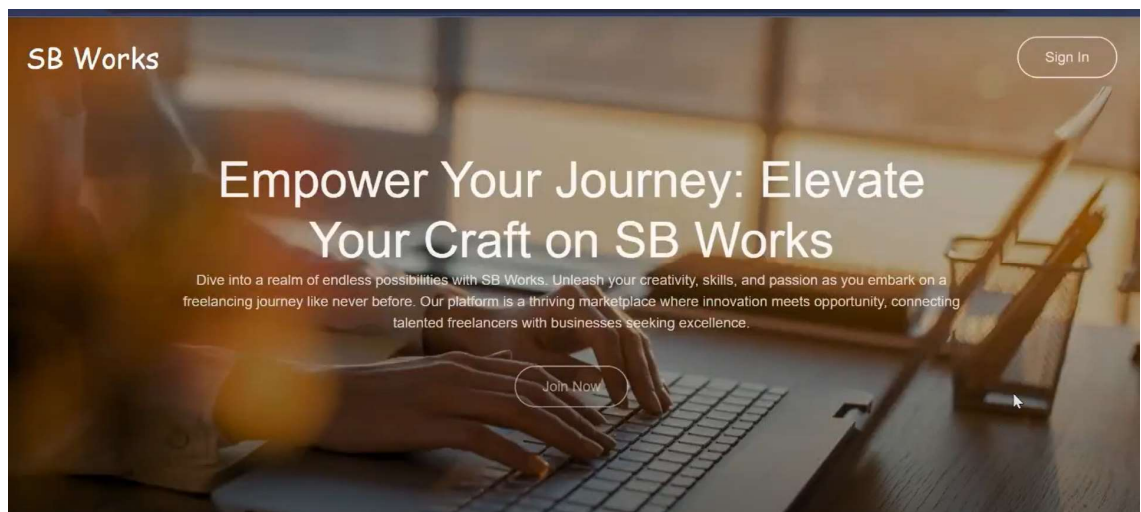 SB Works
Sign In
Empower Your Journey: Elevate
Your Craft on SB Works
Dive into a realm of endless possibilities with SB Works. Unleash your creativity, skills, and passion as you embark on a
freelancing journey like never before. Our platform is a thriving marketplace where innovation meets opportunity, connecting
talented freelancers with businesses seeking excellence.
Join Now